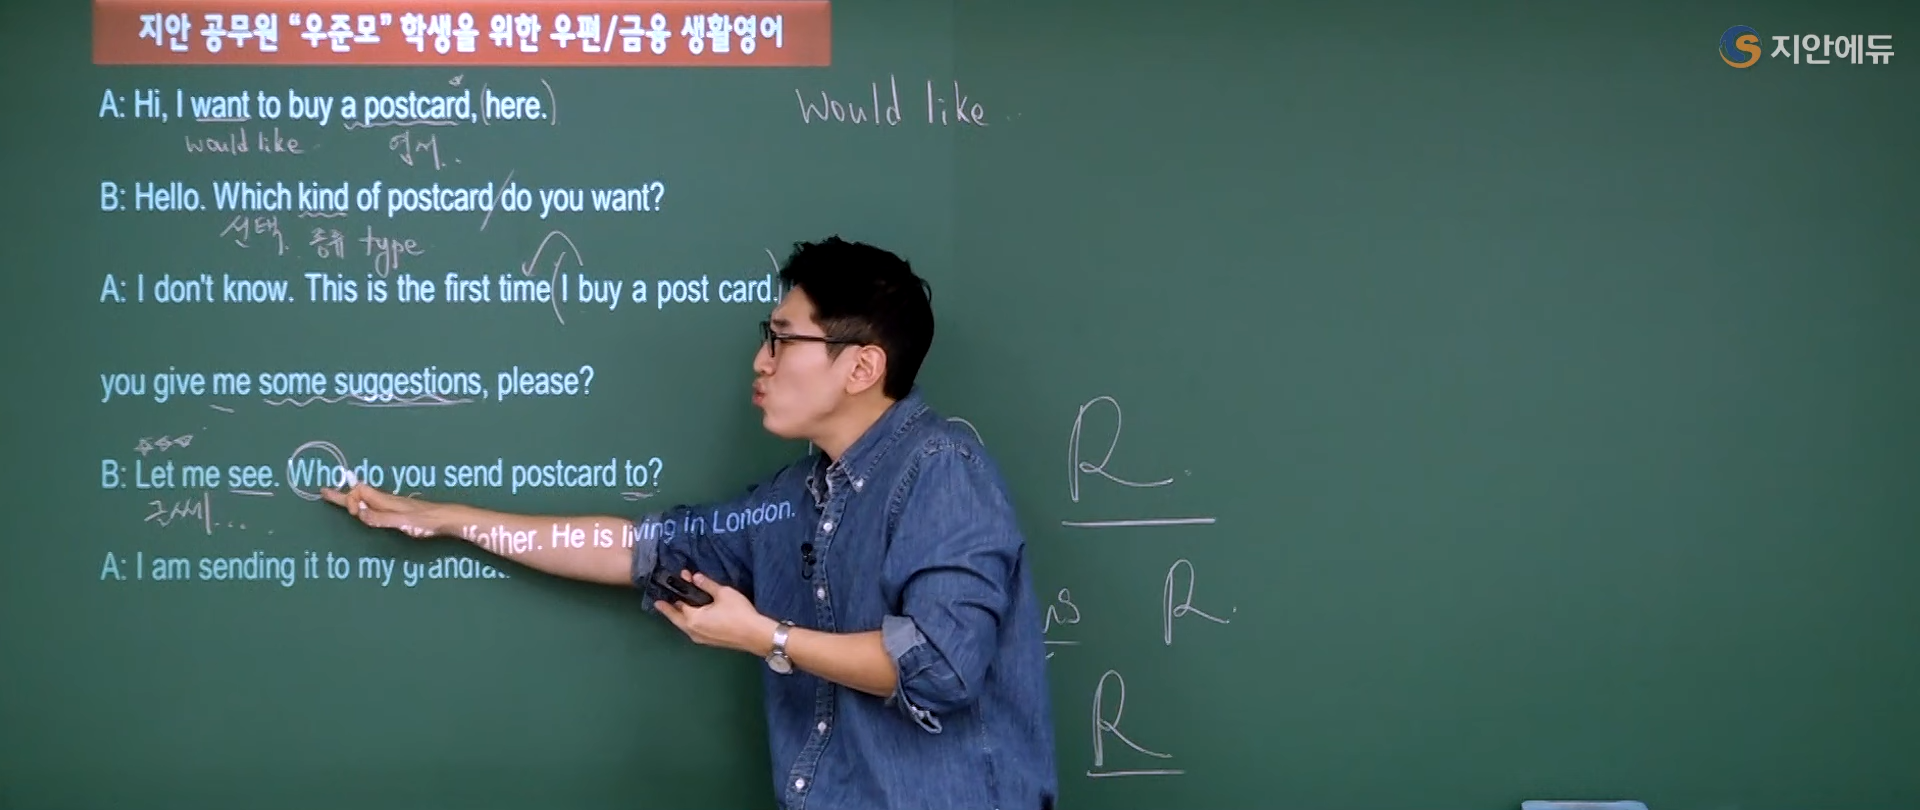 지안 공무원 “우준모” 학생을 위한 우편/금융 생활영어
지안에듀
A: Hi, I want to buy a postcard, (here.)
would like
엽서..
would like
B: Hello. Which kind of postcard / do you want?
선택. 종류 type
A: I don't know. This is the first time (I buy a post card.)
you give me some suggestions, please?
B: Let me see. Who do you send postcard to?
글쎄...
A: I am sending it to my grandfather. He is living in London.
R.
R.
R